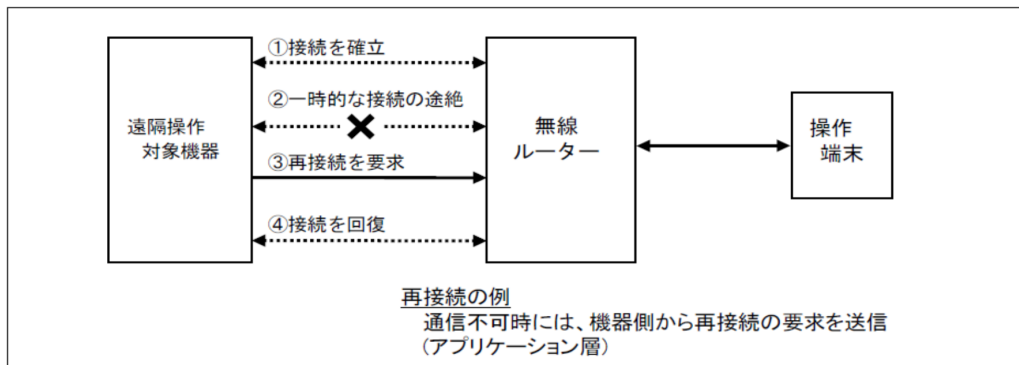 ①接続を確立
②一時的な接続の途絶
遠隔操作
対象機器
③再接続を要求
④接続を回復
無線
ルーター
操作
端末
再接続の例
通信不可時には、機器側から再接続の要求を送信
(アプリケーション層)